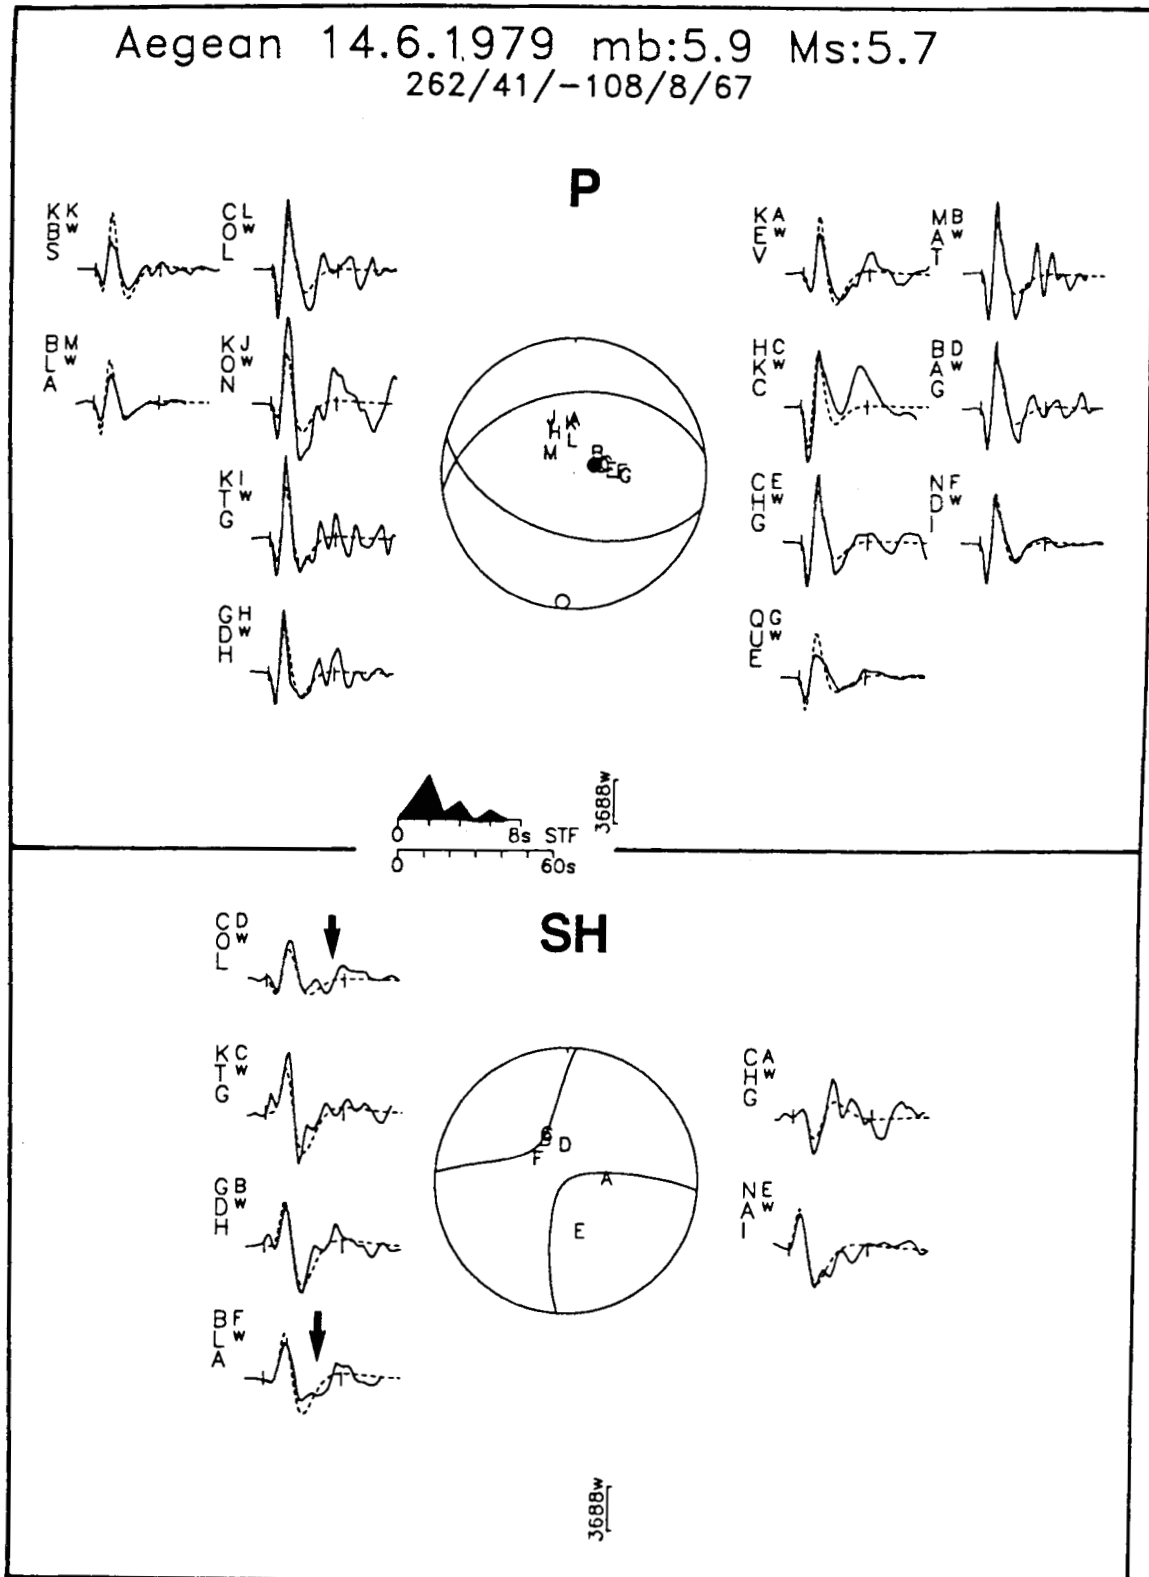 Aegean 14.6.1979 mb:5.9 Ms:5.7
262/41/-108/8/67
P
KBS K w
COL L w
KEV A w
MAT B w
BLA M w
KON J w
HKC C w
BAG D w
KTG I w
CHG E w
NDI F w
GDH H w
QUE G w
J K A
H L
M B
C E F G
3688w
0 8s STF
0 60s
SH
COL D w
KTG C w
CHG A w
B D
F A
E
GDH B w
NAI E w
BLA F w
3688w